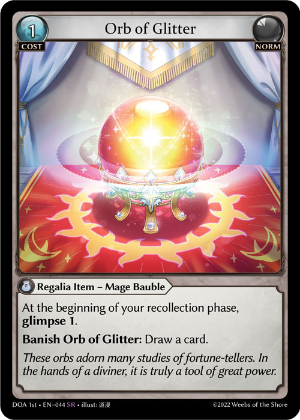 Orb of Glitter
1
COST
NORM
Regalia Item – Mage Bauble
At the beginning of your recollection phase,
glimpse 1.
Banish Orb of Glitter: Draw a card.
These orbs adorn many studies of fortune-tellers. In
the hands of a diviner, it is truly a tool of great power.
DOA 1st • EN-044 SR • illust: 道浸
©2022 Weebs of the Shore